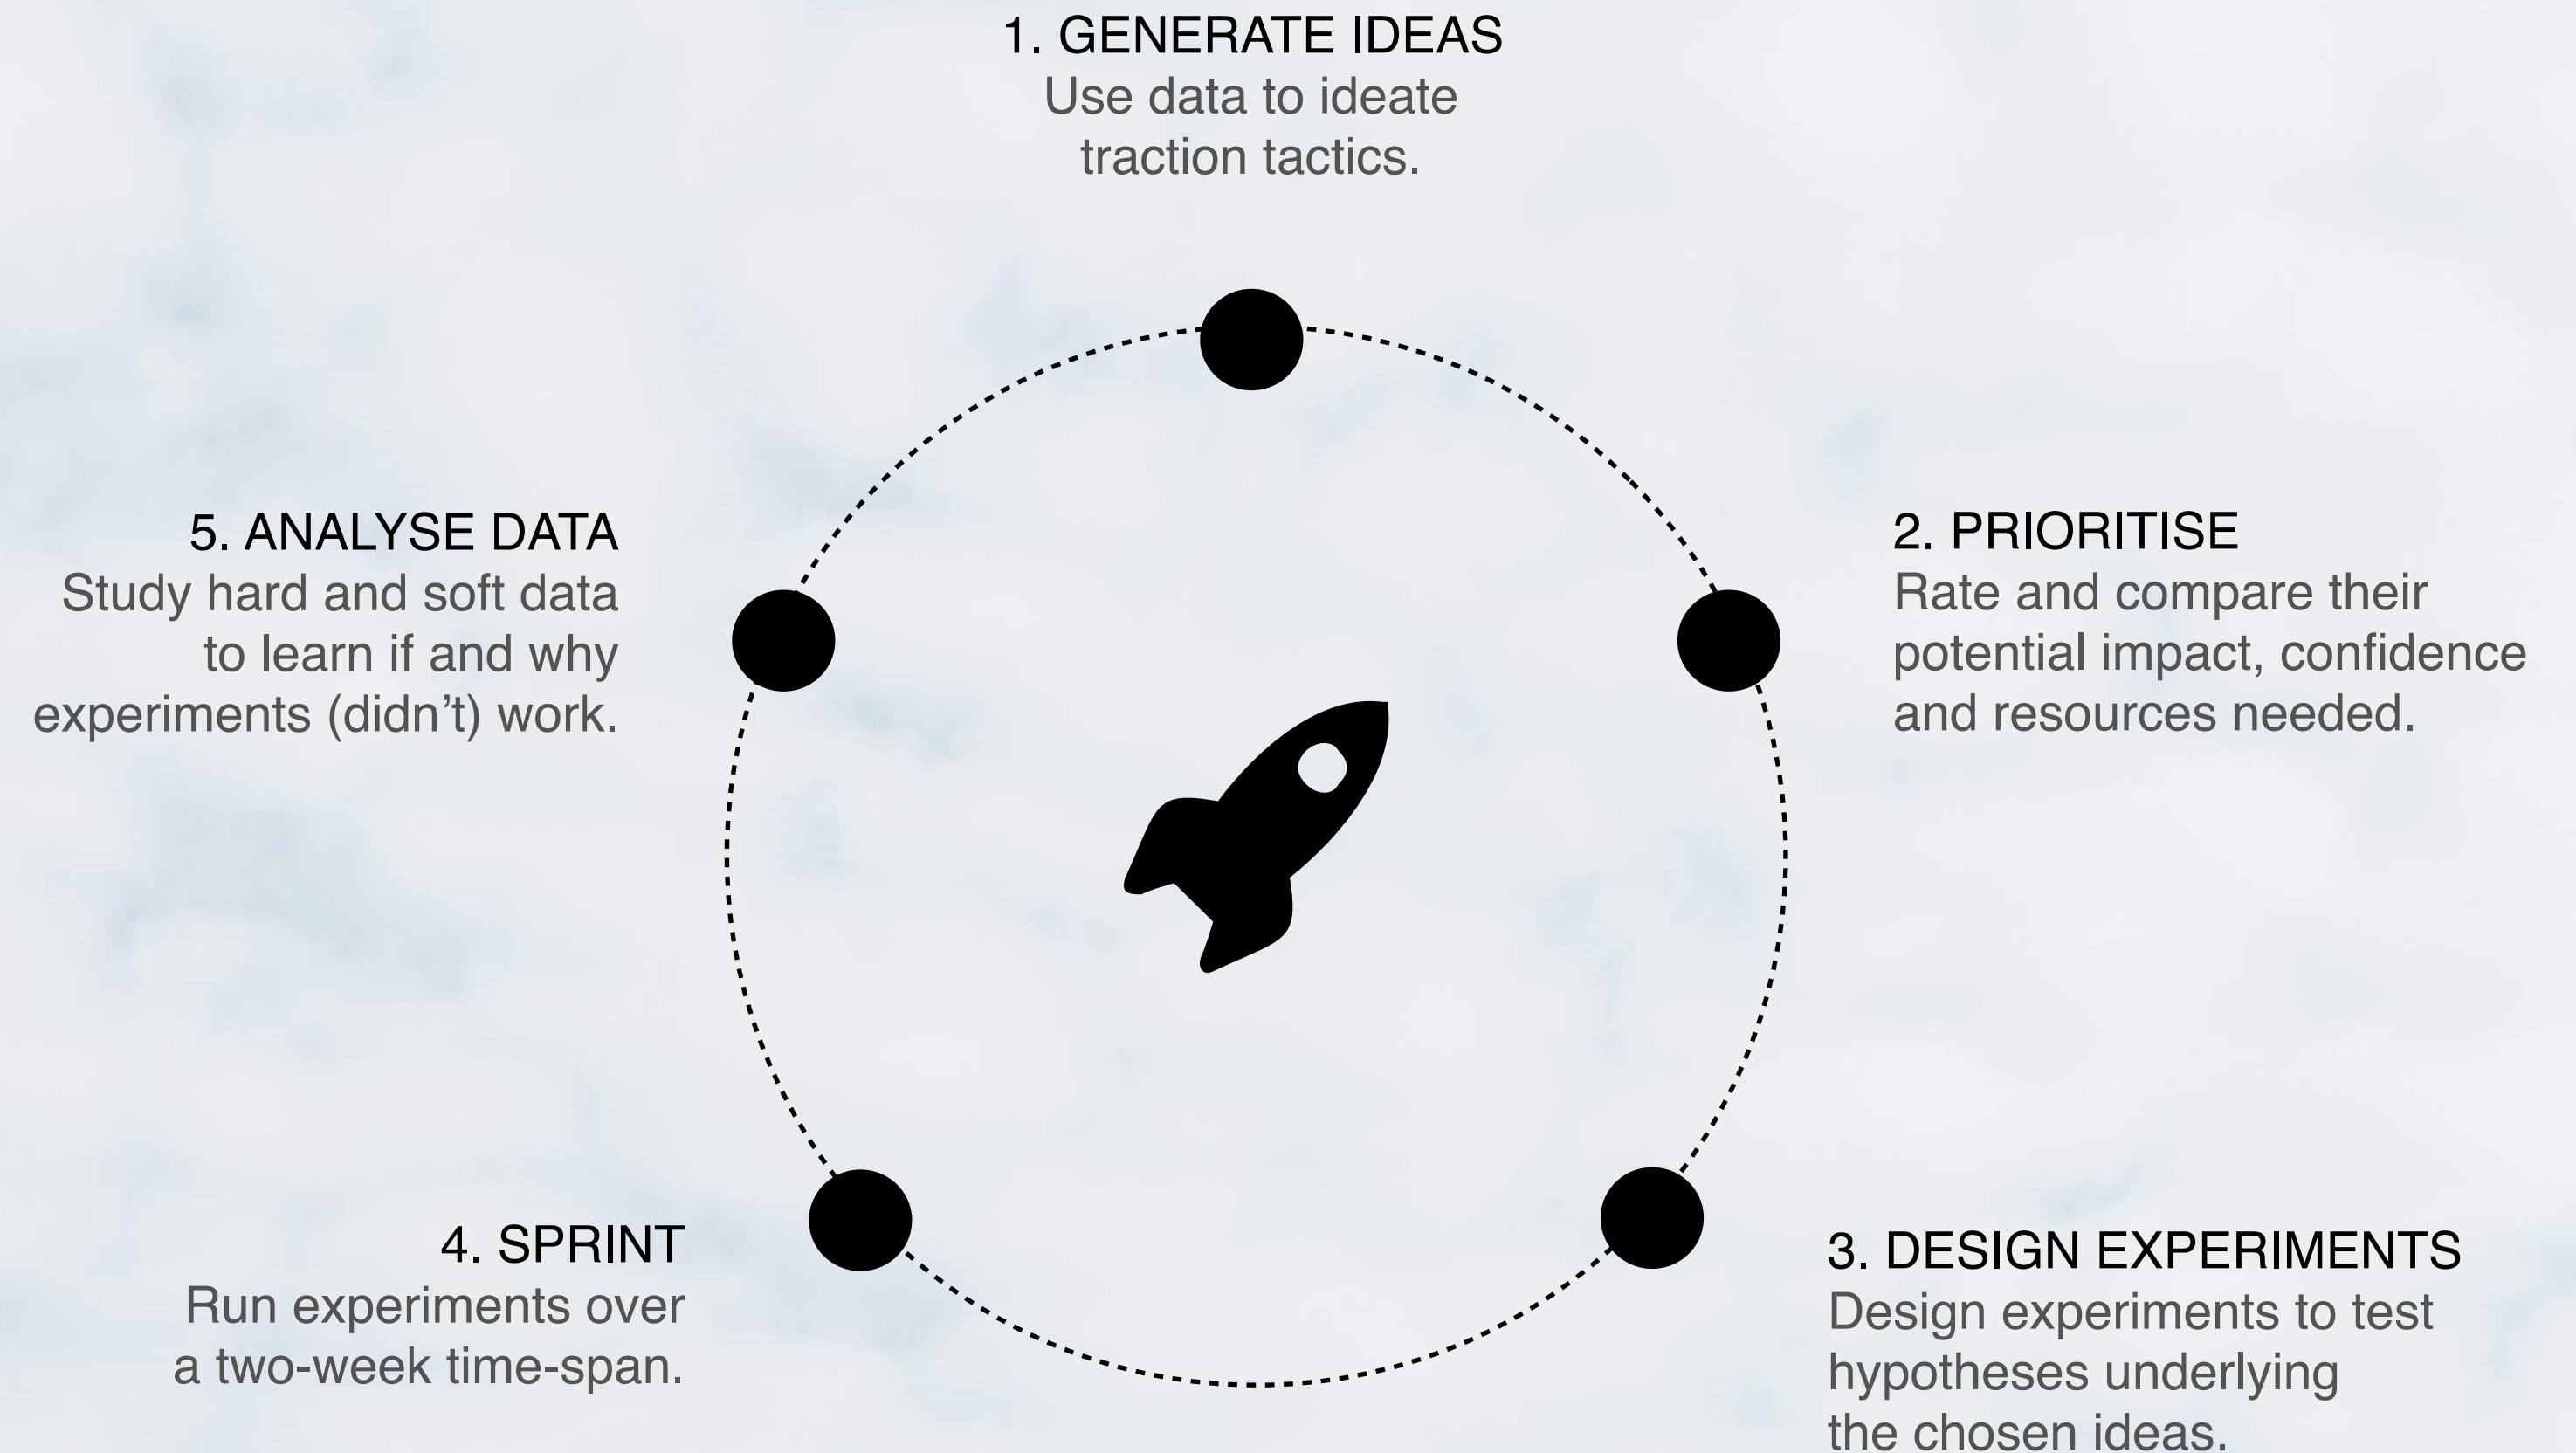 1. GENERATE IDEAS
Use data to ideate
traction tactics.
2. PRIORITISE
Rate and compare their
potential impact, confidence
and resources needed.
3. DESIGN EXPERIMENTS
Design experiments to test
hypotheses underlying
the chosen ideas.
4. SPRINT
Run experiments over
a two-week time-span.
5. ANALYSE DATA
Study hard and soft data
to learn if and why
experiments (didn’t) work.